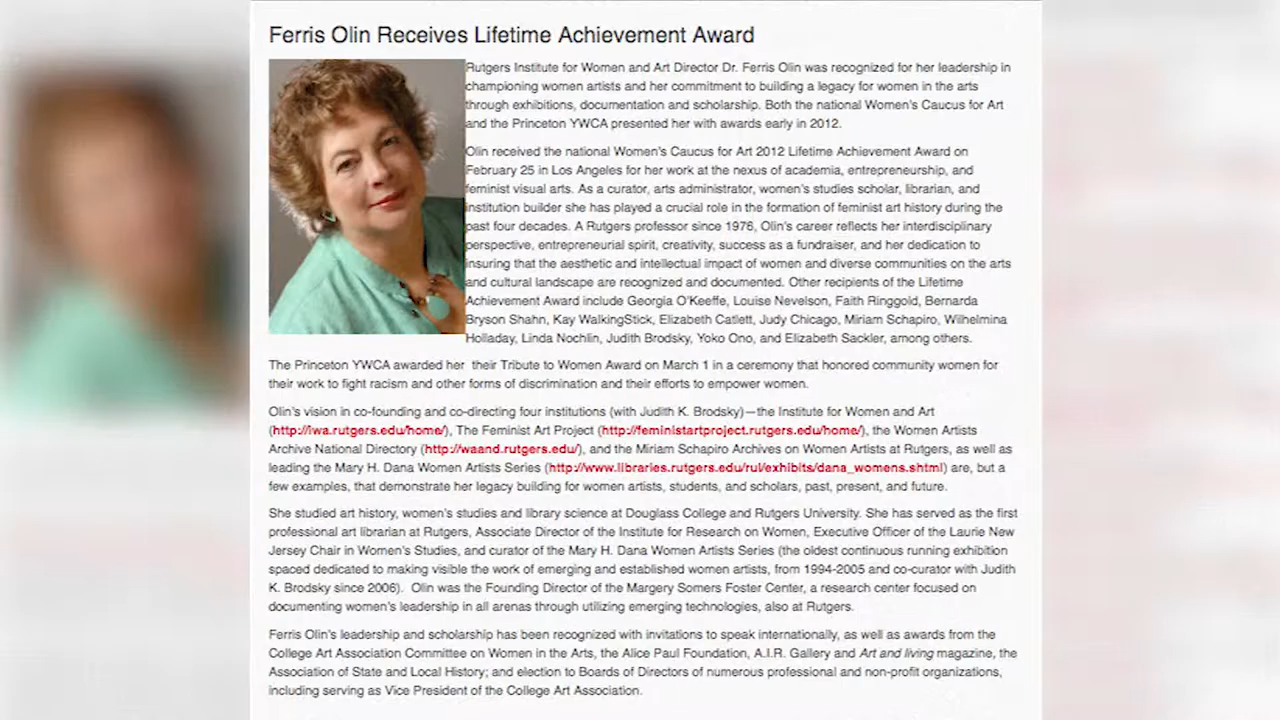 Ferris Olin Receives Lifetime Achievement Award
Rutgers Institute for Women and Art Director Dr. Ferris Olin was recognized for her leadership in
championing women artists and her commitment to building a legacy for women in the arts
through exhibitions, documentation and scholarship. Both the national Women's Caucus for Art
and the Princeton YWCA presented her with awards early in 2012.
Olin received the national Women's Caucus for Art 2012 Lifetime Achievement Award on
February 25 in Los Angeles for her work at the nexus of academia, entrepreneurship, and
feminist visual arts. As a curator, arts administrator, women's studies scholar, librarian, and
institution builder she has played a crucial role in the formation of feminist art history during the
past four decades. A Rutgers professor since 1976, Olin's career reflects her interdisciplinary
perspective, entrepreneurial spirit, creativity, success as a fundraiser, and her dedication to
insuring that the aesthetic and intellectual impact of women and diverse communities on the arts
and cultural landscape are recognized and documented. Other recipients of the Lifetime
Achievement Award include Georgia O'Keeffe, Louise Nevelson, Faith Ringgold, Bernarda
Bryson Shahn, Kay WalkingStick, Elizabeth Catlett, Judy Chicago, Miriam Schapiro, Wilhelmina
Holladay, Linda Nochlin, Judith Brodsky, Yoko Ono, and Elizabeth Sackler, among others.
The Princeton YWCA awarded her their Tribute to Women Award on March 1 in a ceremony that honored community women for
their work to fight racism and other forms of discrimination and their efforts to empower women.
Olin's vision in co-founding and co-directing four institutions (with Judith K. Brodsky)—the Institute for Women and Art
(http://iwa.rutgers.edu/home/), The Feminist Art Project (http://feministartproject.rutgers.edu/home/), the Women Artists
Archive National Directory (http://waand.rutgers.edu/), and the Miriam Schapiro Archives on Women Artists at Rutgers, as well as
leading the Mary H. Dana Women Artists Series (http://www.libraries.rutgers.edu/rul/exhibits/dana_womens.shtml) are, but a
few examples, that demonstrate her legacy building for women artists, students, and scholars, past, present, and future.
She studied art history, women's studies and library science at Douglass College and Rutgers University. She has served as the first
professional art librarian at Rutgers, Associate Director of the Institute for Research on Women, Executive Officer of the Laurie New
Jersey Chair in Women's Studies, and curator of the Mary H. Dana Women Artists Series (the oldest continuous running exhibition
spaced dedicated to making visible the work of emerging and established women artists, from 1994-2005 and co-curator with Judith
K. Brodsky since 2006). Olin was the Founding Director of the Margery Somers Foster Center, a research center focused on
documenting women's leadership in all arenas through utilizing emerging technologies, also at Rutgers.
Ferris Olin's leadership and scholarship has been recognized with invitations to speak internationally, as well as awards from the
College Art Association Committee on Women in the Arts, the Alice Paul Foundation, A.I.R. Gallery and Art and living magazine, the
Association of State and Local History; and election to Boards of Directors of numerous professional and non-profit organizations,
including serving as Vice President of the College Art Association.